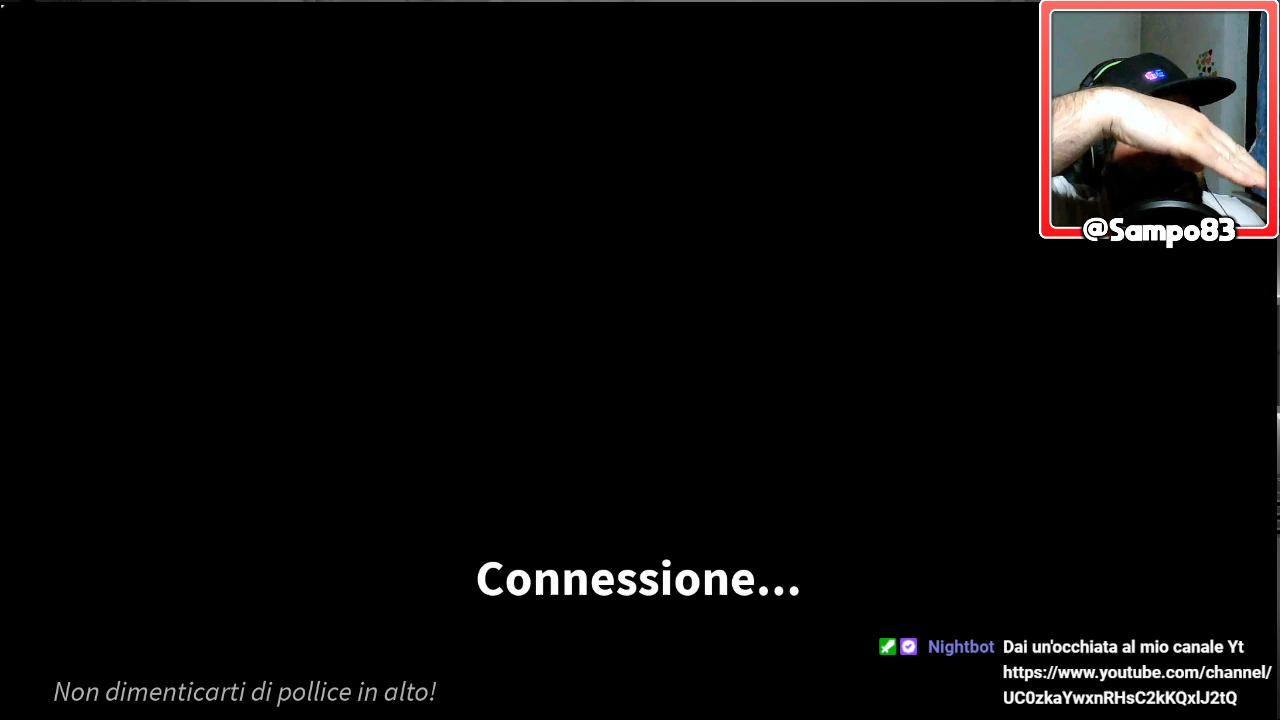 @Sampo83
Connessione...
Nightbot Dai un'occhiata al mio canale Yt
https://www.youtube.com/channel/
UC0zkaYwxnRHsC2kKQxlJ2tQ
Non dimenticarti di pollice in alto!